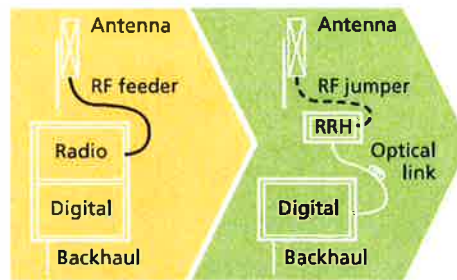 Antenna
RF feeder
Radio
Digital
Backhaul
Antenna
RF jumper
RRH
Optical
link
Digital
Backhaul